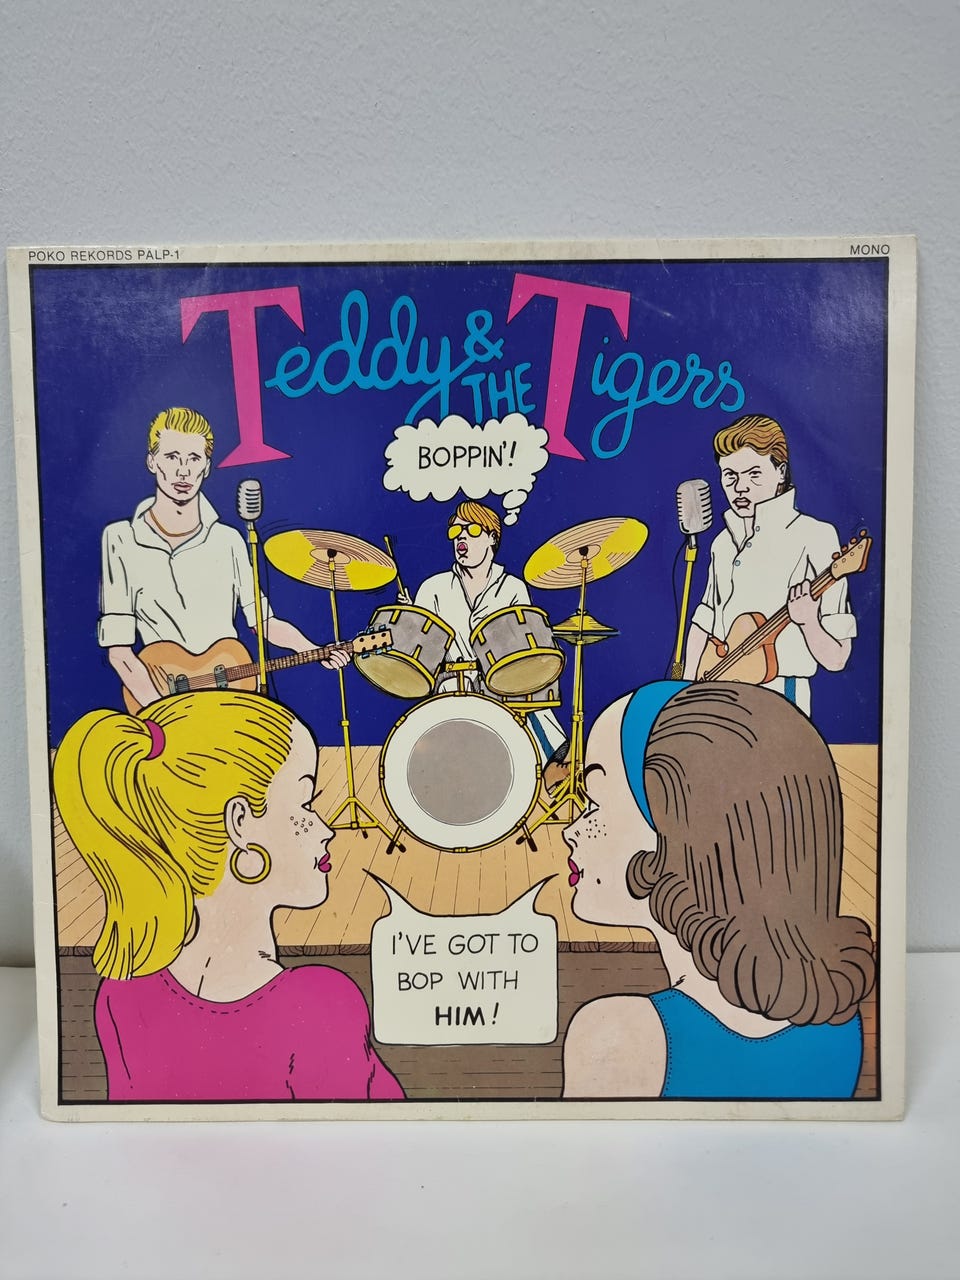 POKO REKORDS PALP-1 MONO
Teddy & THE Tigers
BOPPIN'!
I'VE GOT TO
BOP WITH
HIM!